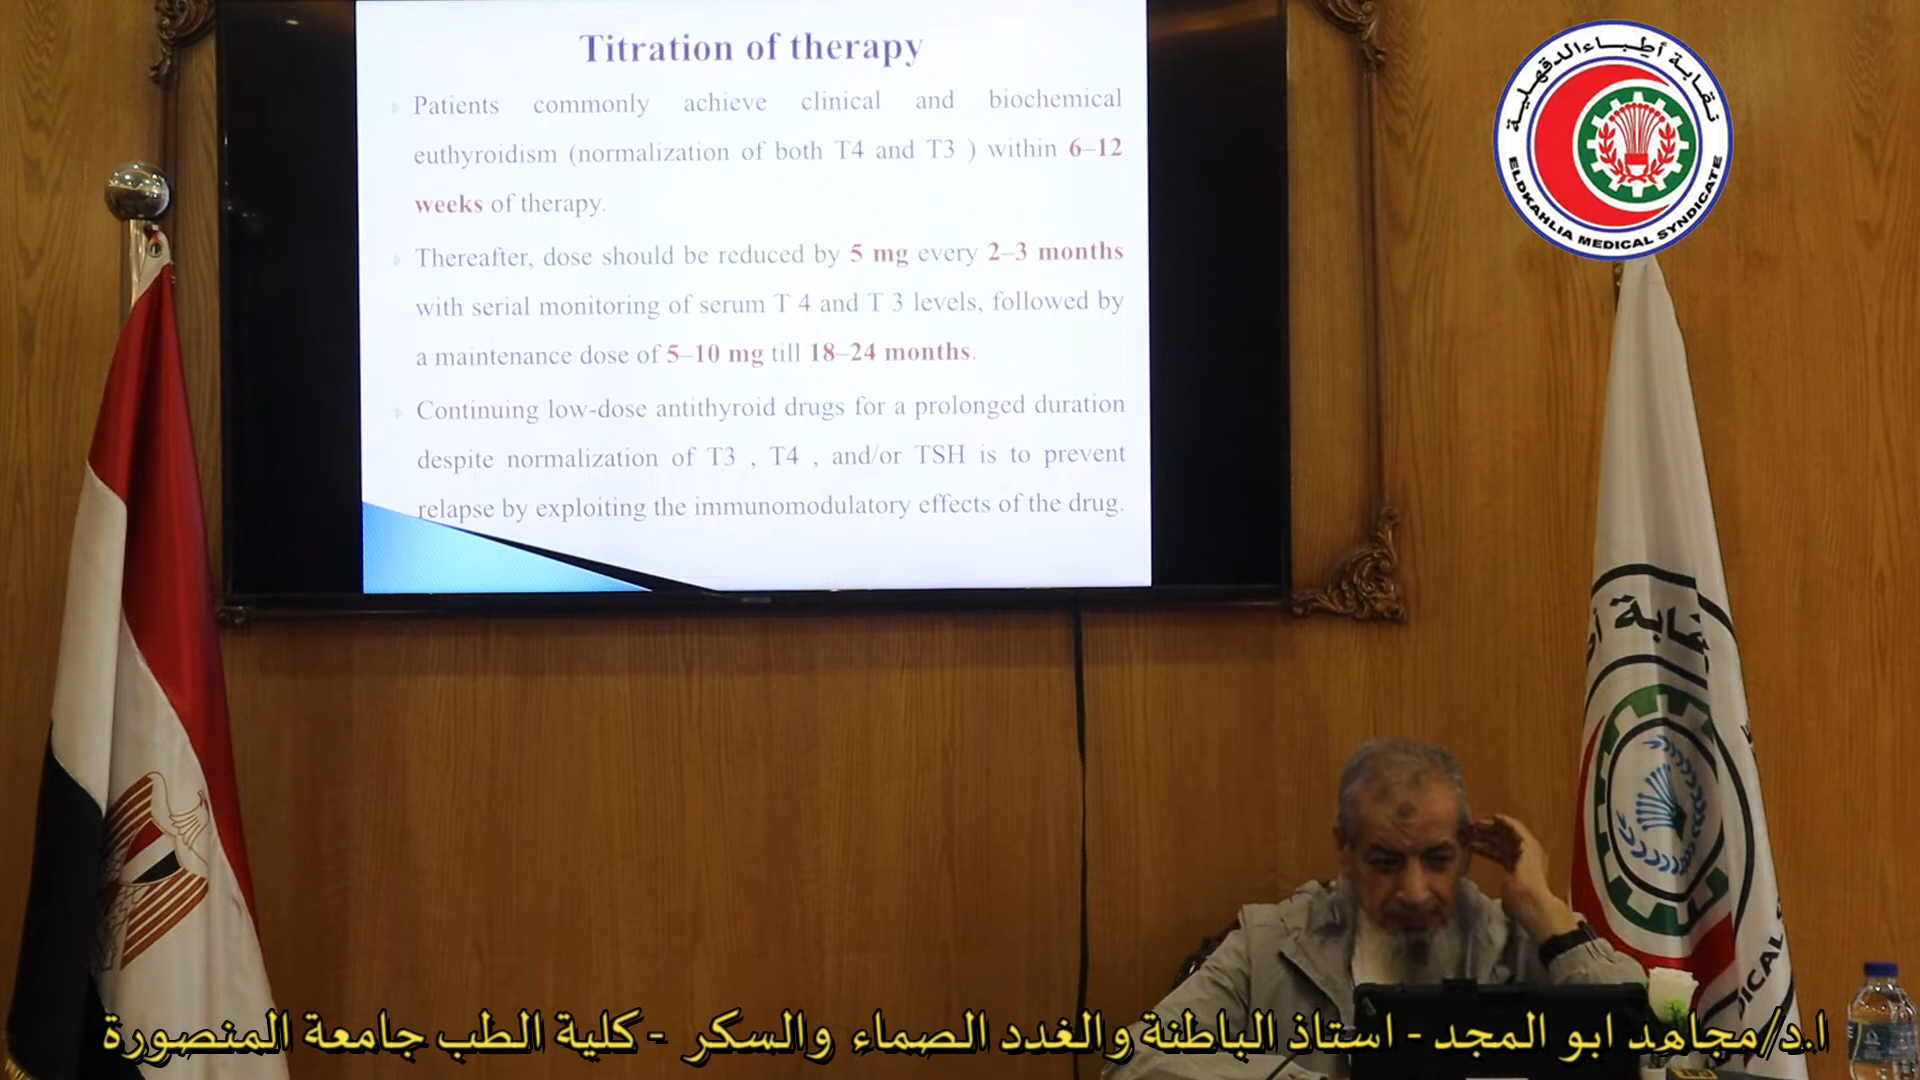 Titration of therapy
Patients commonly achieve clinical and biochemical
euthyroidism (normalization of both T4 and T3 ) within 6–12
weeks of therapy.
Thereafter, dose should be reduced by 5 mg every 2–3 months
with serial monitoring of serum T 4 and T 3 levels, followed by
a maintenance dose of 5–10 mg till 18–24 months.
Continuing low-dose antithyroid drugs for a prolonged duration
despite normalization of T3 , T4 , and/or TSH is to prevent
relapse by exploiting the immunomodulatory effects of the drug.
نقابة أطباء الدقهلية
ELDKAHLIA MEDICAL SYNDICATE
ا.د/مجاهد ابو المجد - استاذ الباطنة والغدد الصماء والسكر - كلية الطب جامعة المنصورة